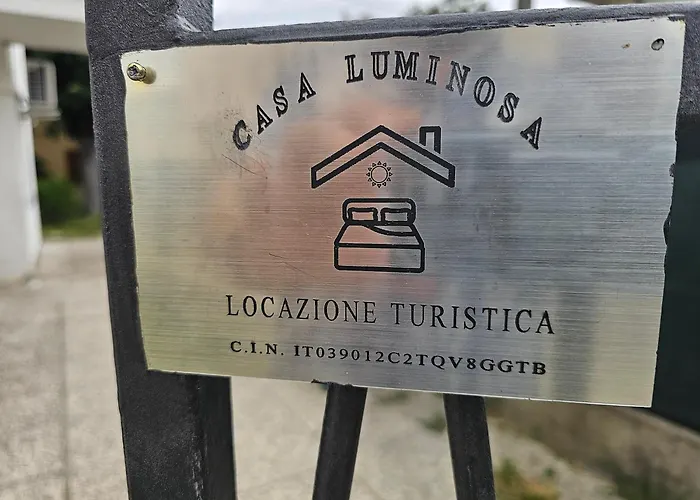 CASA LUMINOSA
LOCAZIONE TURISTICA
C.I.N. IT039012C2TQV8GGTB